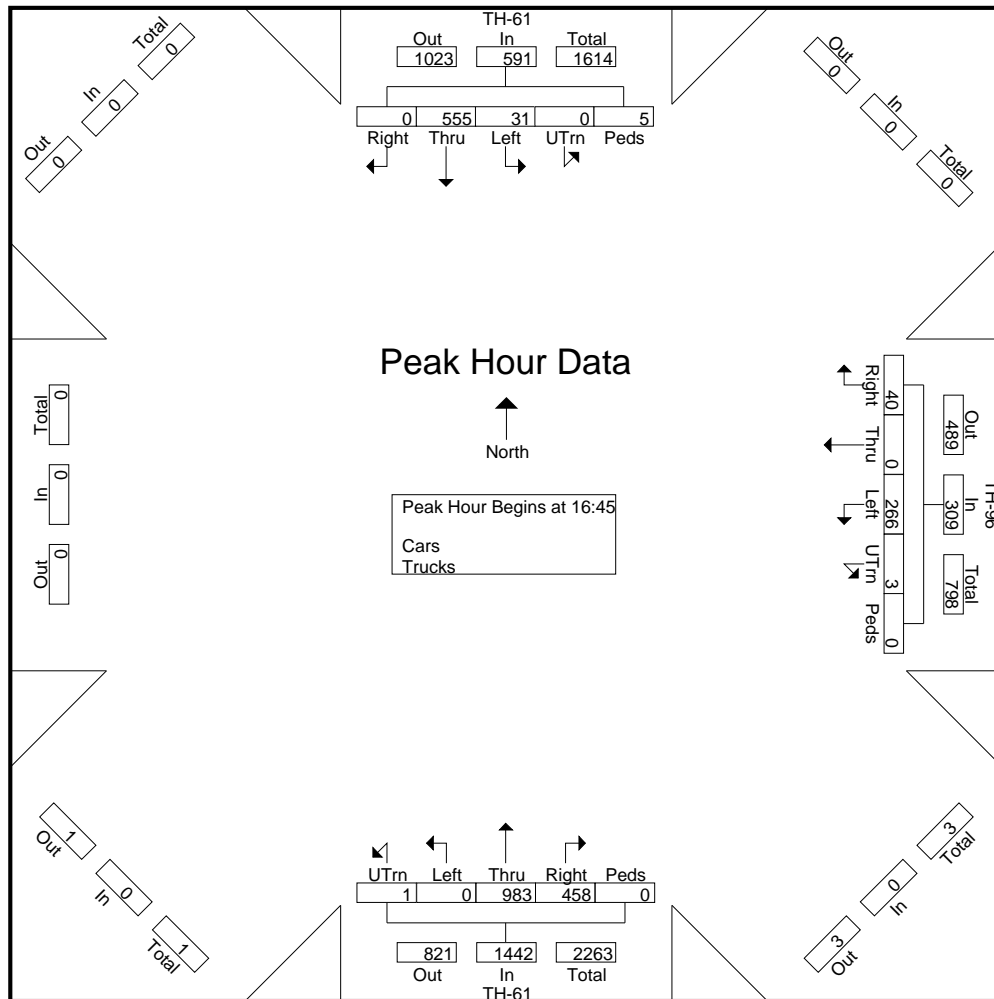 TH-61
Out In Total
1023 591 1614
0 555 31 0 5
Right Thru Left UTrn Peds
Total
0
In
0
Out
0
Out
0
In
0
Total
0
Peak Hour Data
North
Peak Hour Begins at 16:45
Cars
Trucks
Total
0
In
0
Out
0
TH-96
Out In Total
489 309 798
40 0 266 3 0
Right Thru Left UTrn Peds
Out
1
In
0
Total
1
Total
3
In
0
Out
3
UTrn Left Thru Right Peds
1 0 983 458 0
821 1442 2263
Out In Total
TH-61